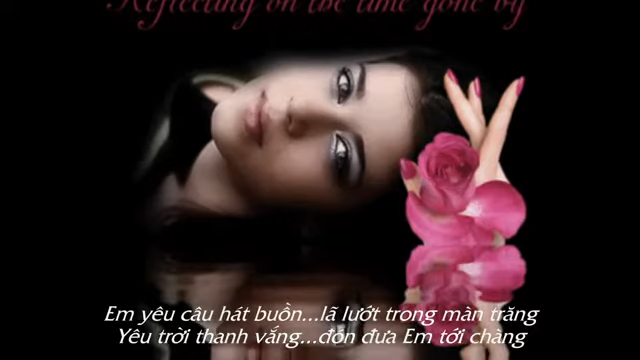 Reflecting on the time gone by
Em yêu câu hát buồn...lã lướt trong màn trăng
Yêu trời thanh vắng...đón đưa Em tới chàng